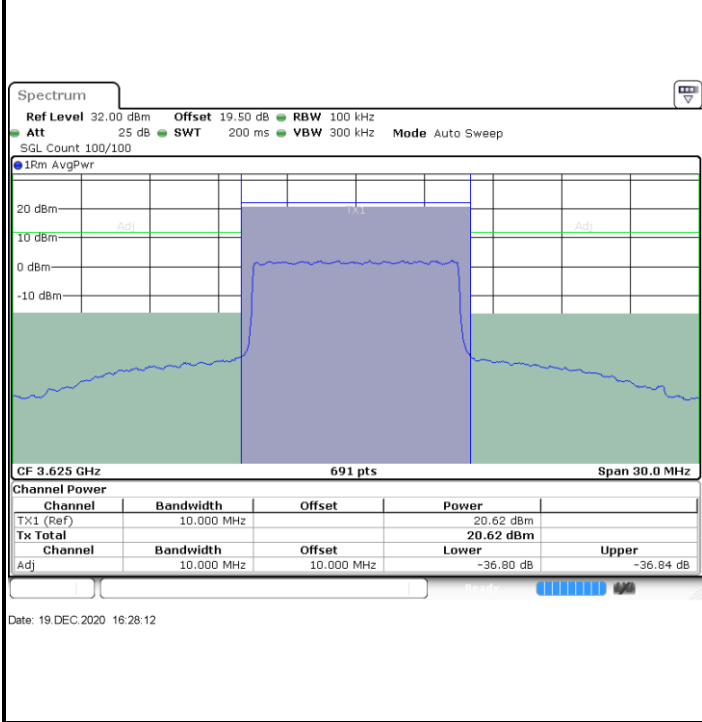 Spectrum
Ref Level 32.00 dBm Offset 19.50 dB RBW 100 kHz
Att 25 dB SWT 200 ms VBW 300 kHz Mode Auto Sweep
SGL Count 100/100
1Rm AvgPwr
TX1
20 dBm
Adj Adj
10 dBm
0 dBm
-10 dBm
CF 3.625 GHz 691 pts Span 30.0 MHz
Channel Power
Channel Bandwidth Offset Power
TX1 (Ref) 10.000 MHz 20.62 dBm
Tx Total 20.62 dBm
Channel Bandwidth Offset Lower Upper
Adj 10.000 MHz 10.000 MHz -36.80 dB -36.84 dB
Ready
Date: 19.DEC.2020 16:28:12